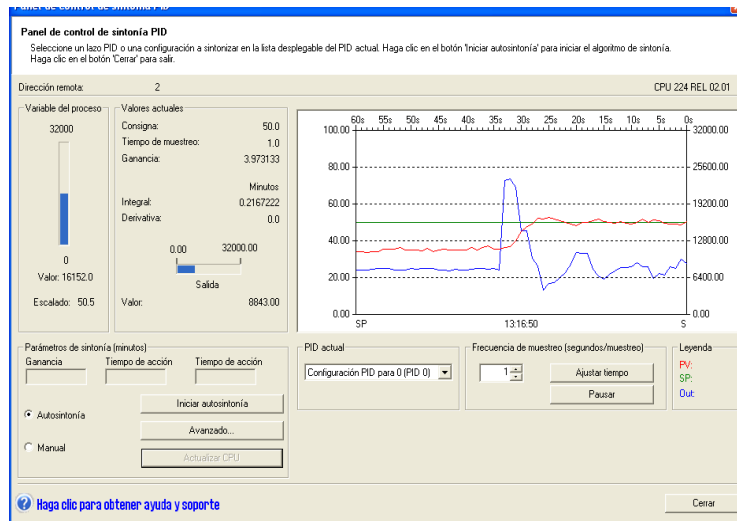 Panel de control de sintonía PID
Panel de control de sintonía PID
Seleccione un lazo PID o una configuración a sintonizar en la lista desplegable del PID actual. Haga clic en el botón 'Iniciar autosintonía' para iniciar el algoritmo de sintonía.
Haga clic en el botón 'Cerrar' para salir.
Dirección remota: 2 CPU 224 REL 02.01
Variable del proceso
32000
0
Valor: 16152.0
Escalado: 50.5
Valores actuales
Consigna: 50.0
Tiempo de muestreo: 1.0
Ganancia: 3.973133
Minutos
Integral: 0.2167222
Derivativa: 0.0
0.00 32000.00
Salida
Valor: 8843.00
60s 55s 50s 45s 40s 35s 30s 25s 20s 15s 10s 5s 0s
100.00 32000.00
80.00 25600.00
60.00 19200.00
40.00 12800.00
20.00 6400.00
0.00 0.00
SP 13:16:50 S
Parámetros de sintonía (minutos)
Ganancia Tiempo de acción Tiempo de acción
Autosintonía
Manual
Iniciar autosintonía
Avanzado...
Actualizar CPU
PID actual
Configuración PID para 0 (PID 0)
Frecuencia de muestreo (segundos/muestreo)
1
Ajustar tiempo
Pausar
Leyenda
PV:
SP:
Out:
Haga clic para obtener ayuda y soporte
Cerrar